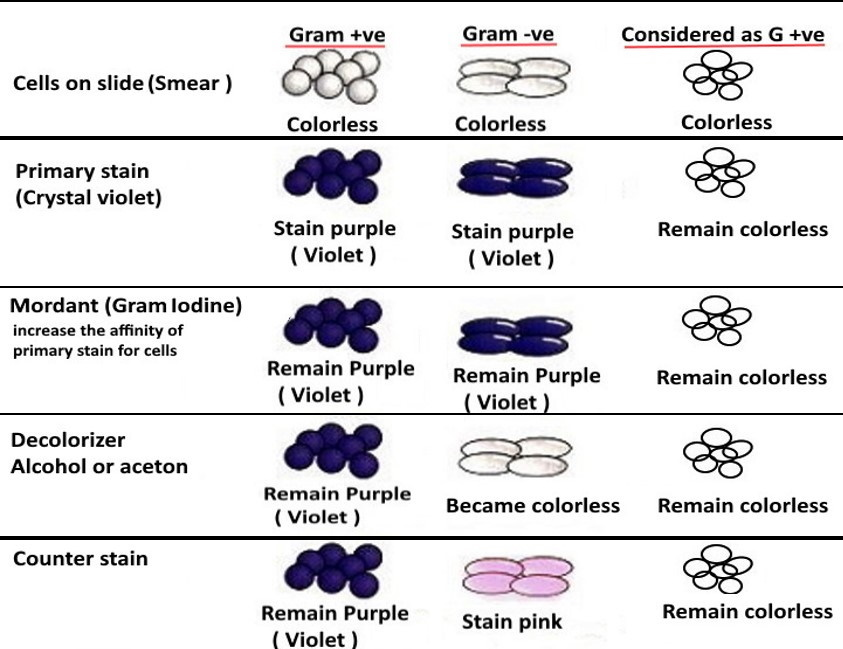 Gram +ve Gram -ve Considered as G +ve
Cells on slide (Smear )
Colorless Colorless Colorless
Primary stain
(Crystal violet)
Stain purple Stain purple Remain colorless
( Violet ) ( Violet )
Mordant (Gram Iodine)
increase the affinity of
primary stain for cells
Remain Purple Remain Purple Remain colorless
( Violet ) ( Violet )
Decolorizer
Alcohol or aceton
Remain Purple Became colorless Remain colorless
( Violet )
Counter stain
Remain Purple Stain pink Remain colorless
( Violet )